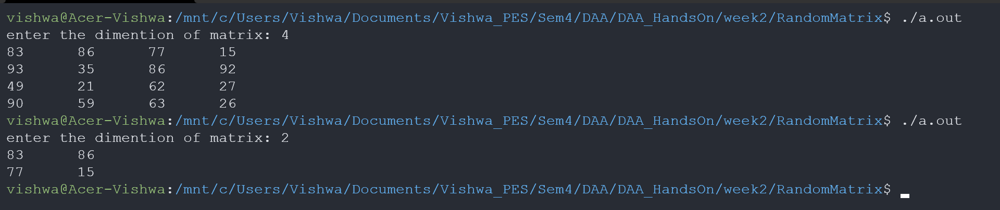 vishwa@Acer-Vishwa:/mnt/c/Users/Vishwa/Documents/Vishwa_PES/Sem4/DAA/DAA_HandsOn/week2/RandomMatrix$ ./a.out
enter the dimention of matrix: 4
83 86 77 15
93 35 86 92
49 21 62 27
90 59 63 26
vishwa@Acer-Vishwa:/mnt/c/Users/Vishwa/Documents/Vishwa_PES/Sem4/DAA/DAA_HandsOn/week2/RandomMatrix$ ./a.out
enter the dimention of matrix: 2
83 86
77 15
vishwa@Acer-Vishwa:/mnt/c/Users/Vishwa/Documents/Vishwa_PES/Sem4/DAA/DAA_HandsOn/week2/RandomMatrix$